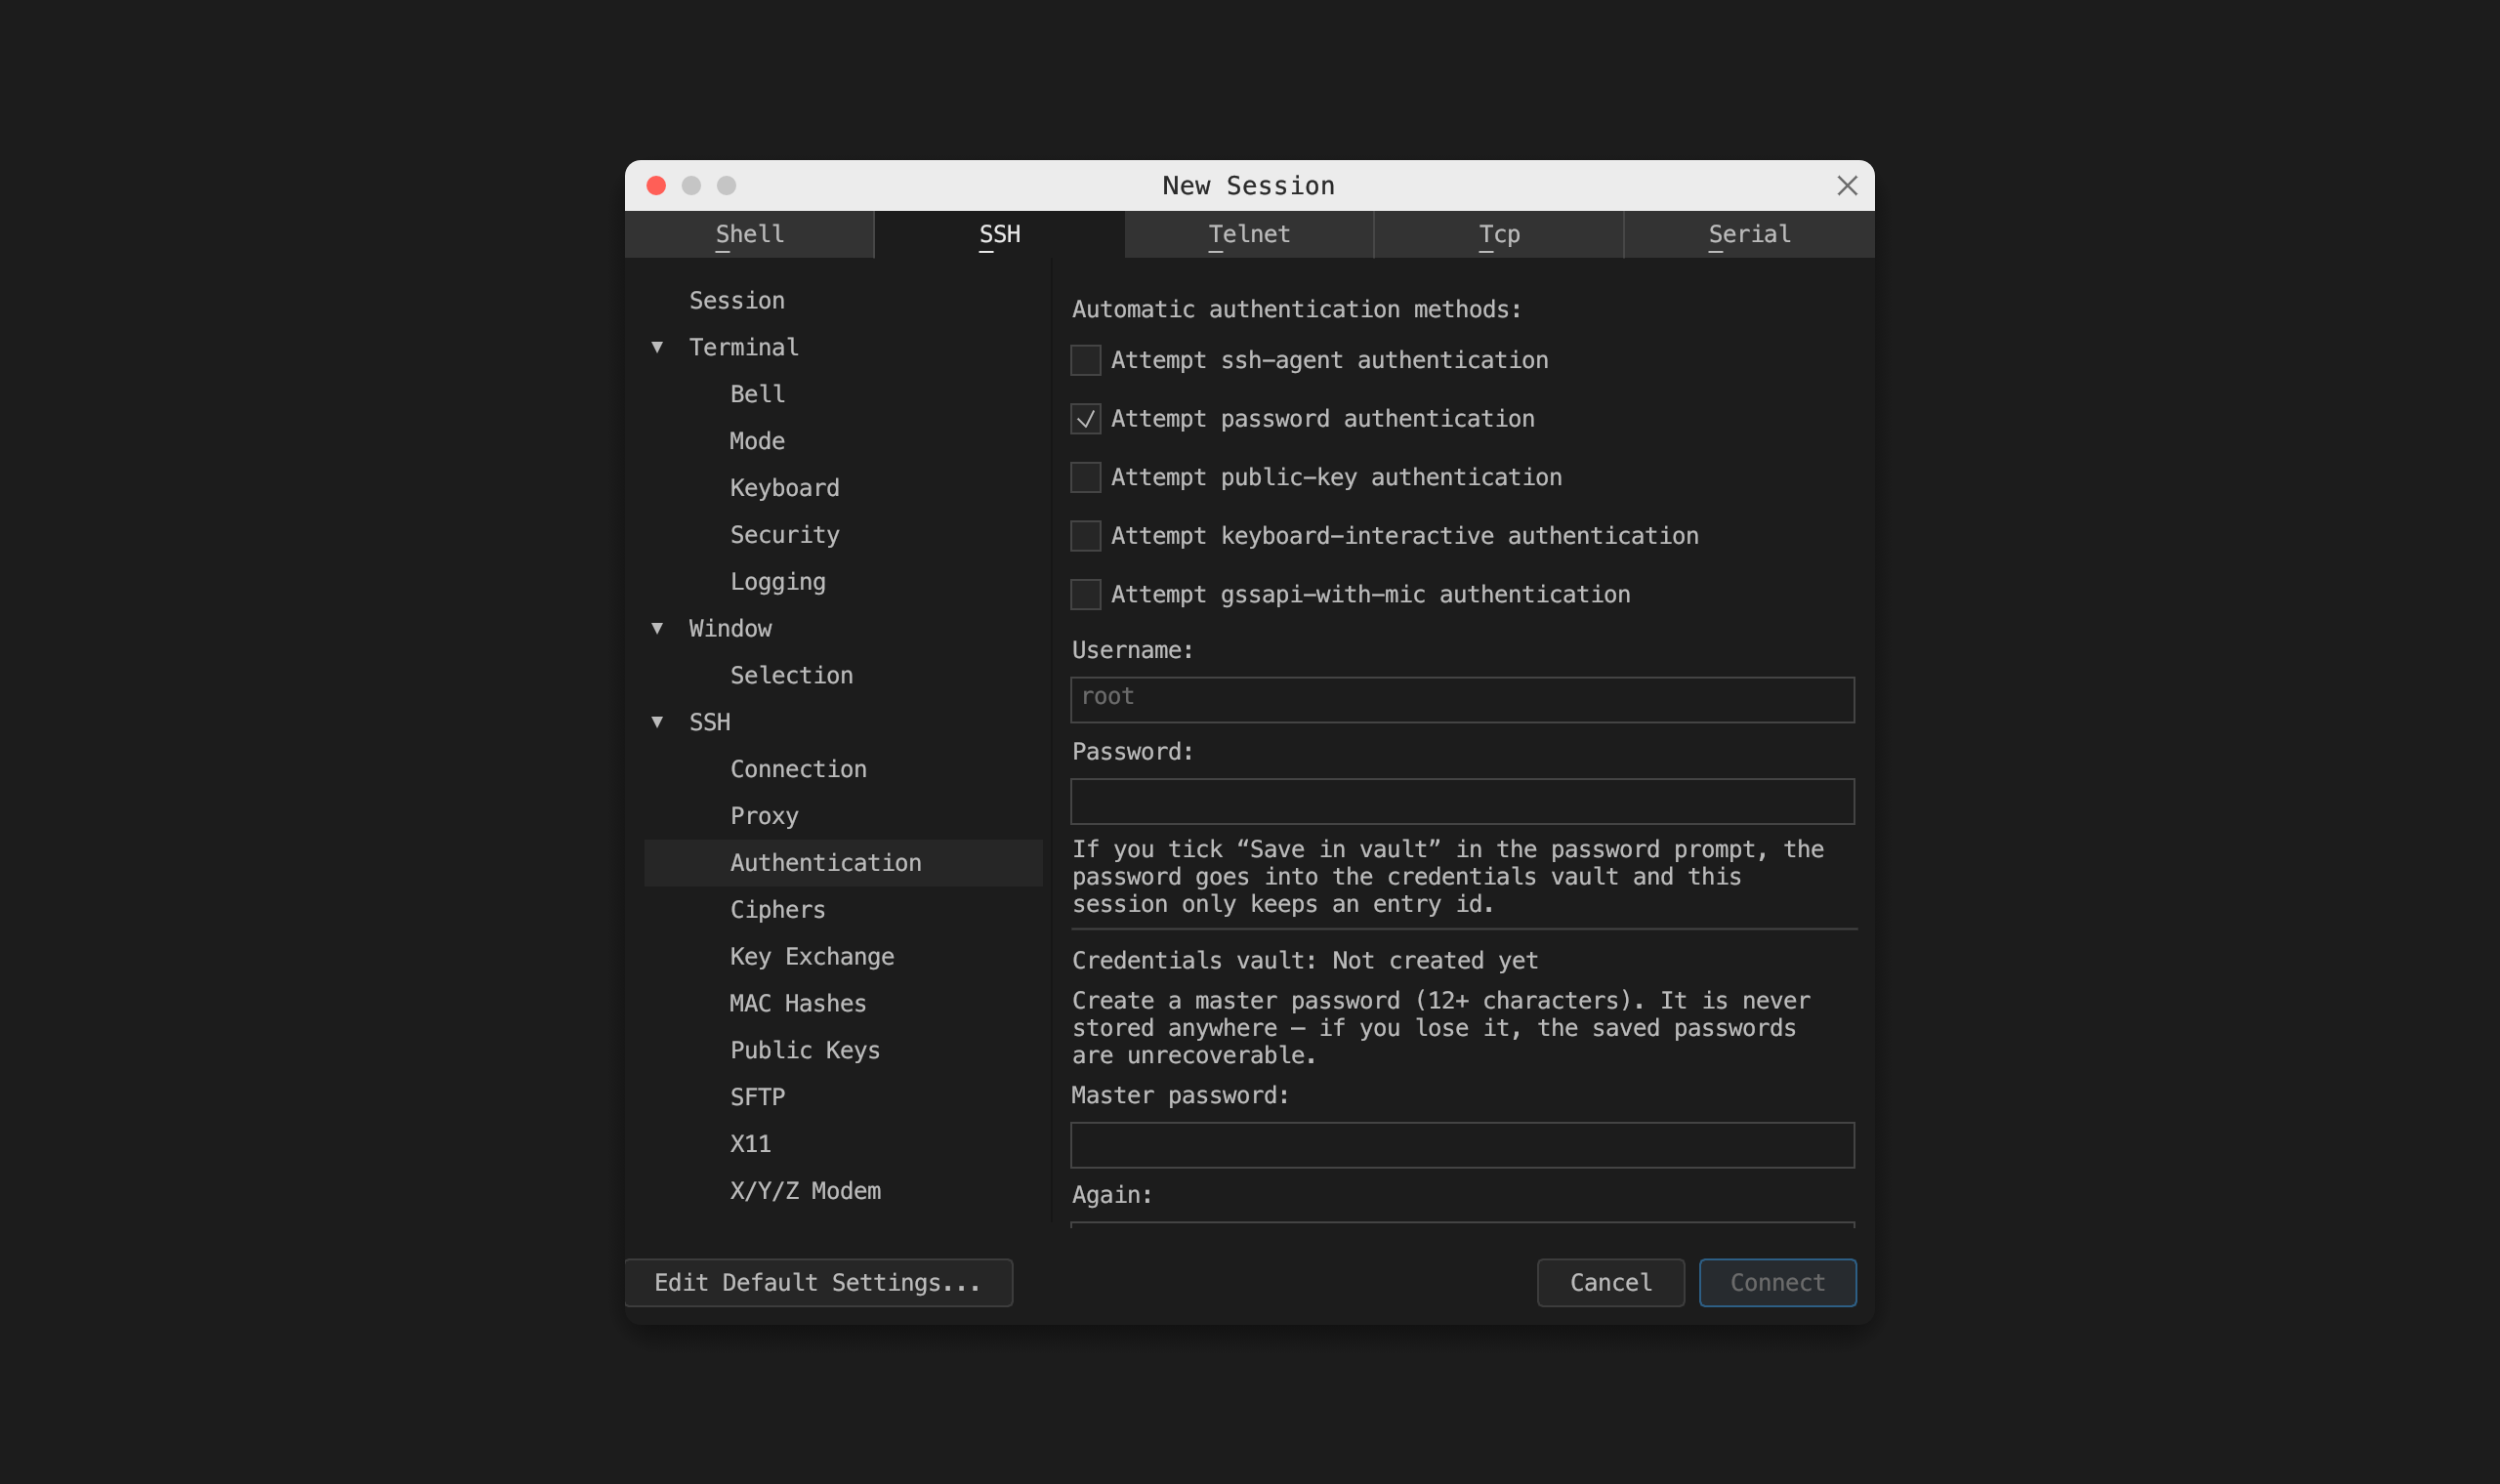 New Session
Shell
SSH
Telnet
Tcp
Serial
Session
Terminal
Bell
Mode
Keyboard
Security
Logging
Window
Selection
SSH
Connection
Proxy
Authentication
Ciphers
Key Exchange
MAC Hashes
Public Keys
SFTP
X11
X/Y/Z Modem
Automatic authentication methods:
Attempt ssh-agent authentication
Attempt password authentication
Attempt public-key authentication
Attempt keyboard-interactive authentication
Attempt gssapi-with-mic authentication
Username:
root
Password:
If you tick “Save in vault” in the password prompt, the
password goes into the credentials vault and this
session only keeps an entry id.
Credentials vault: Not created yet
Create a master password (12+ characters). It is never
stored anywhere — if you lose it, the saved passwords
are unrecoverable.
Master password:
Again:
Edit Default Settings...
Cancel
Connect